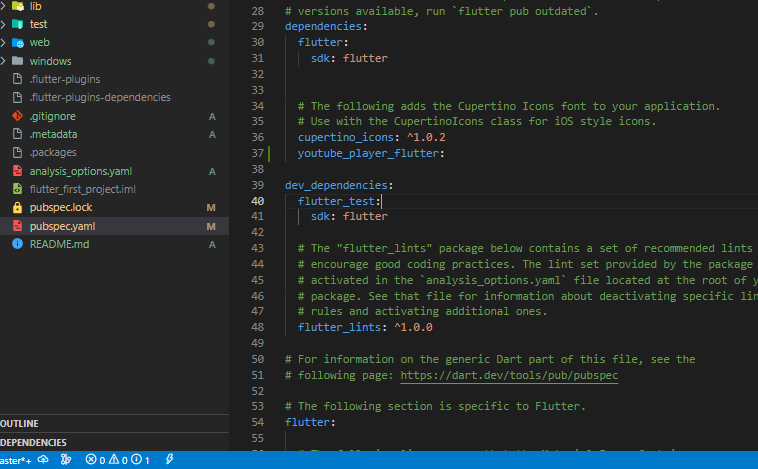 lib
test
web
windows
.flutter-plugins
.flutter-plugins-dependencies
.gitignore A
.metadata A
.packages
analysis_options.yaml A
flutter_first_project.iml
pubspec.lock M
pubspec.yaml M
README.md A
OUTLINE
DEPENDENCIES
28 # versions available, run `flutter pub outdated`.
29 dependencies:
30 flutter:
31 sdk: flutter
32
33
34 # The following adds the Cupertino Icons font to your application.
35 # Use with the CupertinoIcons class for iOS style icons.
36 cupertino_icons: ^1.0.2
37 youtube_player_flutter:
38
39 dev_dependencies:
40 flutter_test:
41 sdk: flutter
42
43 # The "flutter_lints" package below contains a set of recommended lints
44 # encourage good coding practices. The lint set provided by the package
45 # activated in the `analysis_options.yaml` file located at the root of y
46 # package. See that file for information about deactivating specific lin
47 # rules and activating additional ones.
48 flutter_lints: ^1.0.0
49
50 # For information on the generic Dart part of this file, see the
51 # following page: https://dart.dev/tools/pub/pubspec
52
53 # The following section is specific to Flutter.
54 flutter:
55
aster*+ 0 0 1